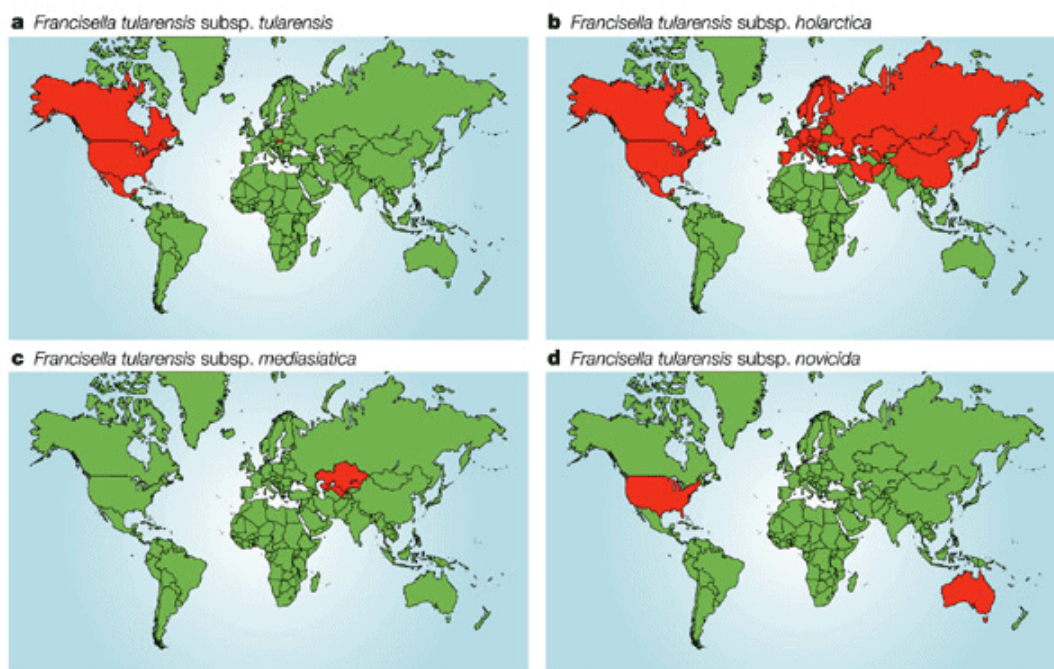 a Francisella tularensis subsp. tularensis
b Francisella tularensis subsp. holarctica
c Francisella tularensis subsp. mediasiatica
d Francisella tularensis subsp. novicida